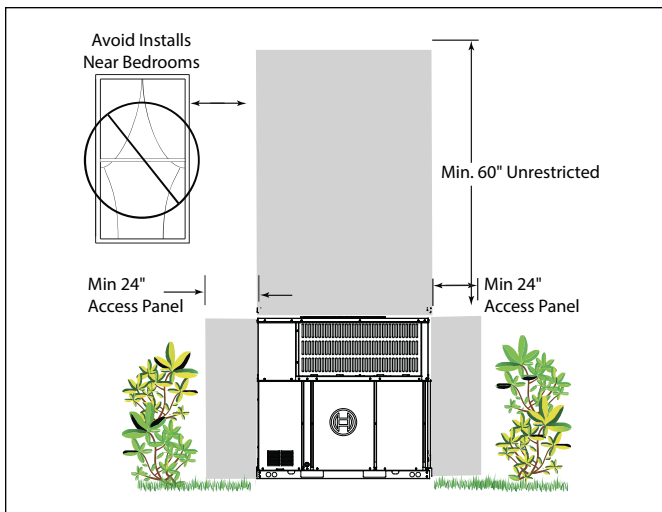 Avoid Installs
Near Bedrooms
Min. 60" Unrestricted
Min 24"
Access Panel
Min 24"
Access Panel